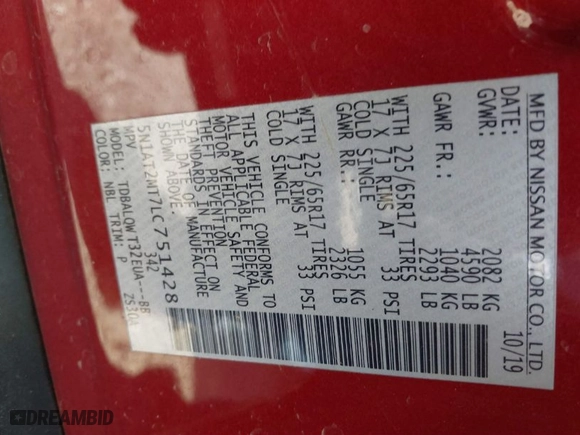 MFD BY NISSAN MOTOR CO., LTD.
DATE: 10/19
GVWR: 2082 KG
4590 LB
GAWR FR.: 1040 KG
2293 LB
WITH 225/65R17 TIRES
17 X 7J RIMS AT 33 PSI
COLD SINGLE
GAWR RR.: 1055 KG
2326 LB
WITH 225/65R17 TIRES
17 X 7J RIMS AT 33 PSI
COLD SINGLE
THIS VEHICLE CONFORMS TO
ALL APPLICABLE FEDERAL
MOTOR VEHICLE SAFETY AND
THEFT PREVENTION
STANDARDS IN EFFECT ON
THE DATE OF MANUFACTURE
SHOWN ABOVE.
5N1AT2MT7LC751428
MPV 342
MODEL: TDBALQWT32EUA---BB
COLOR: NBL TRIM: P 2530A
DREAMBID